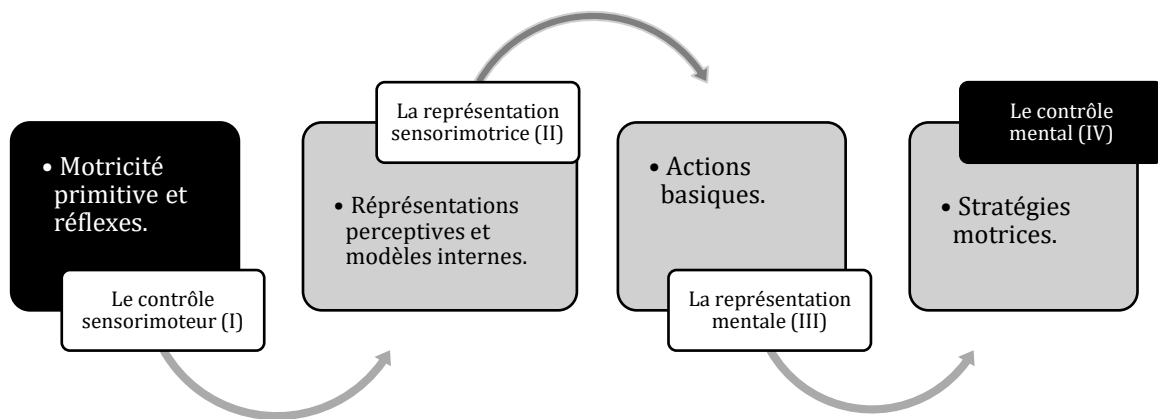 • Motricité
primitive et
réflexes.
Le contrôle
sensorimoteur (I)
La représentation
sensorimotrice (II)
• Réprésentations
perceptives et
modèles internes.
• Actions
basiques.
La représentation
mentale (III)
Le contrôle
mental (IV)
• Stratégies
motrices.